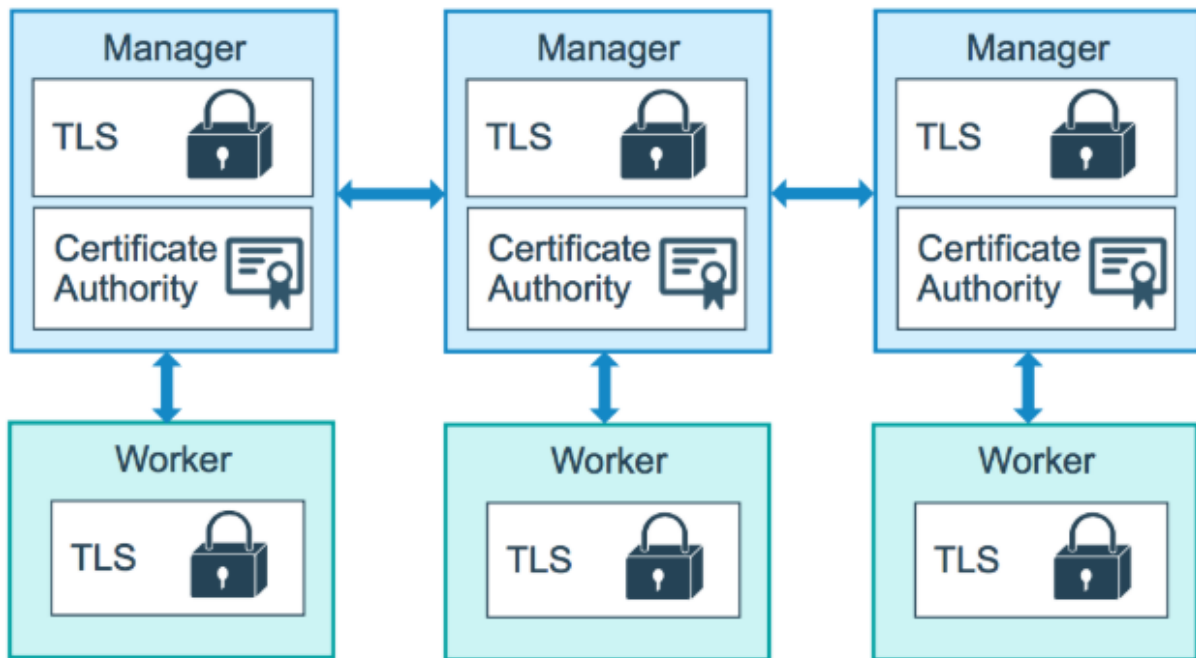 Manager
TLS
Certificate
Authority
Manager
TLS
Certificate
Authority
Manager
TLS
Certificate
Authority
Worker
TLS
Worker
TLS
Worker
TLS